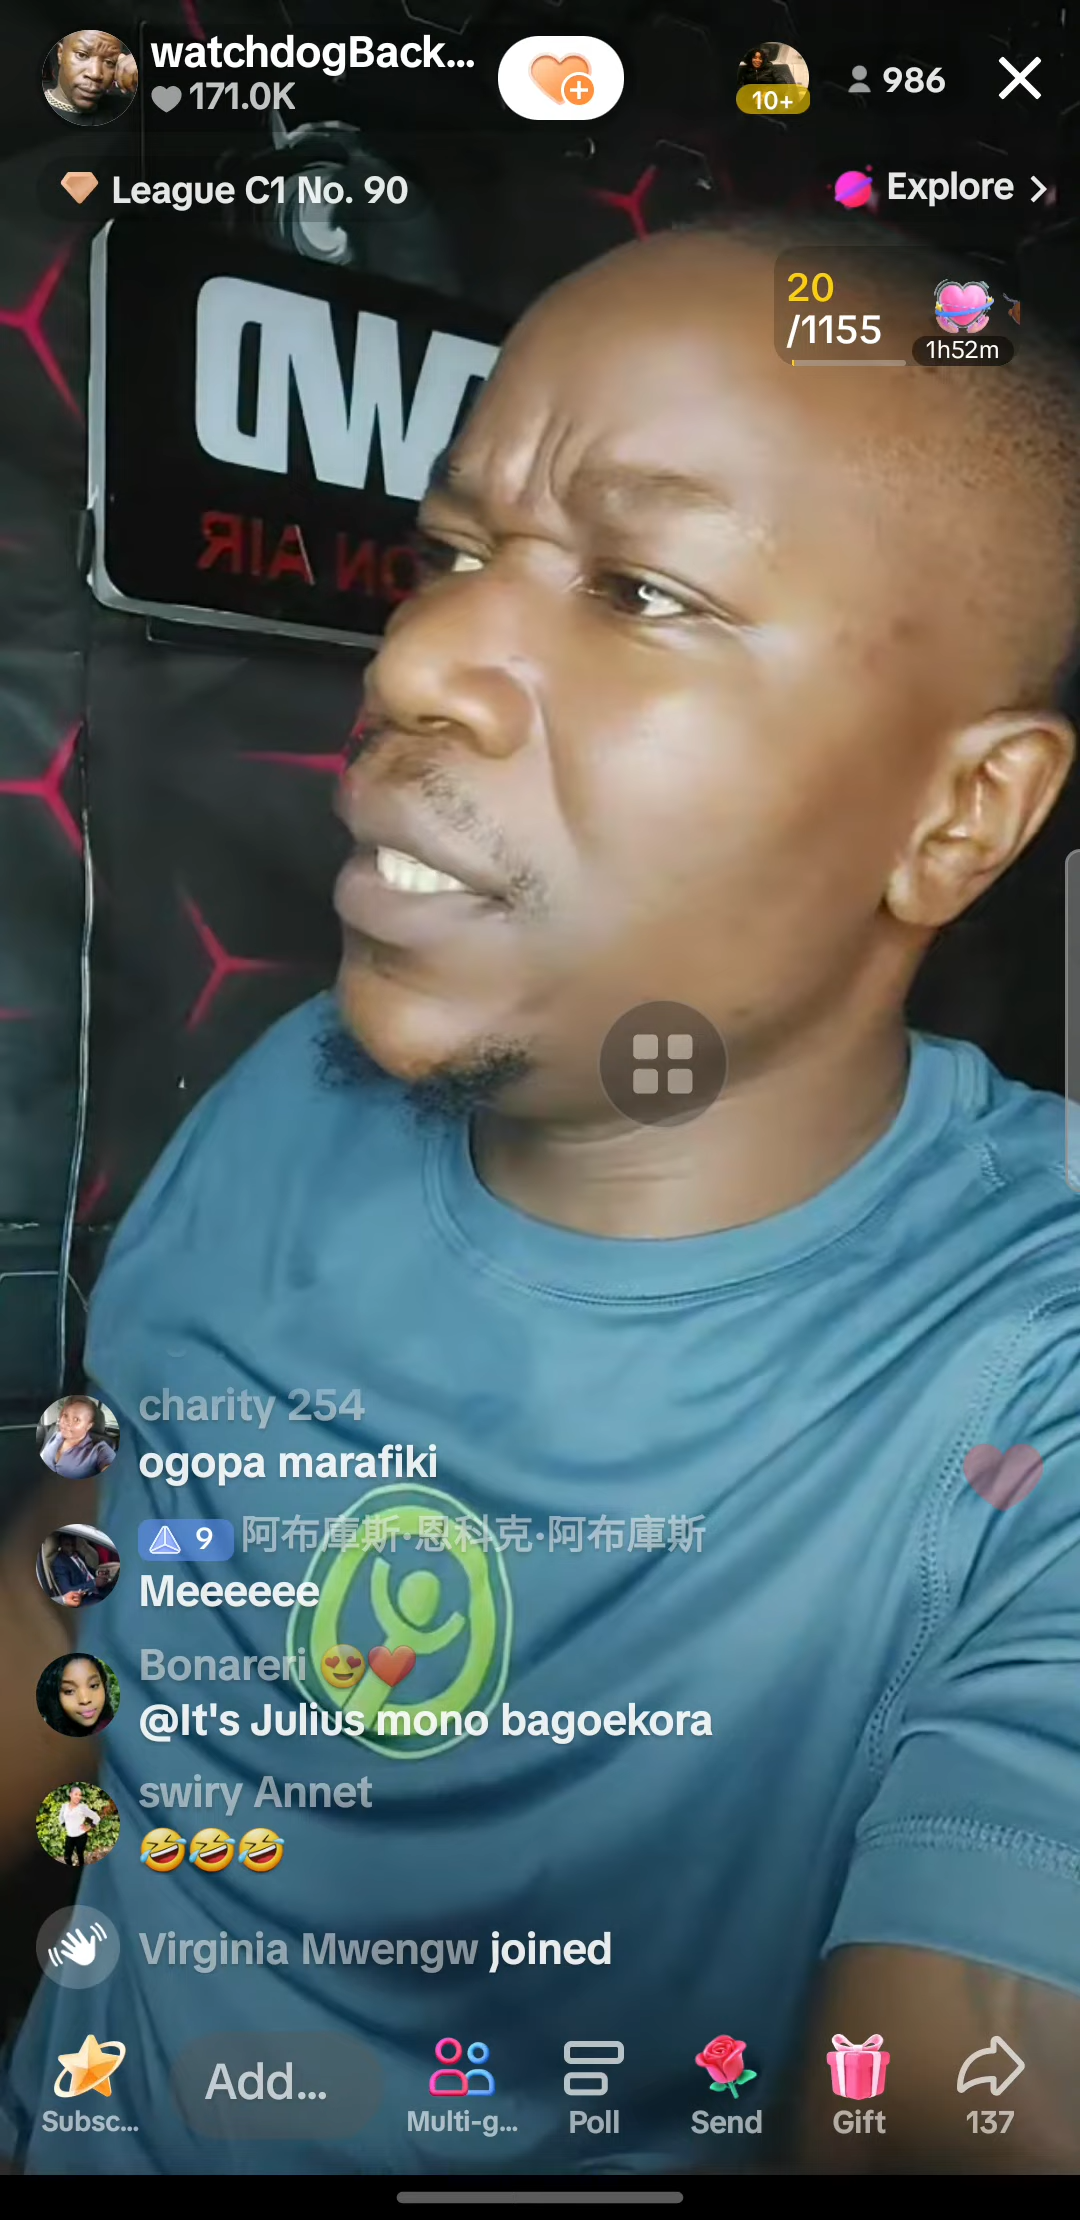 watchdogBack...
171.0K
10+
986
League C1 No. 90
Explore >
20
/1155
1h52m
WD
ON AIR
charity 254
ogopa marafiki
9 阿布庫斯·恩科克·阿布庫斯
Meeeeee
Bonareri 😍❤️
@It's Julius mono bagoekora
swiry Annet
🤣🤣🤣
Virginia Mwengw joined
Add...
Subsc...
Multi-g...
Poll
Send
Gift
137